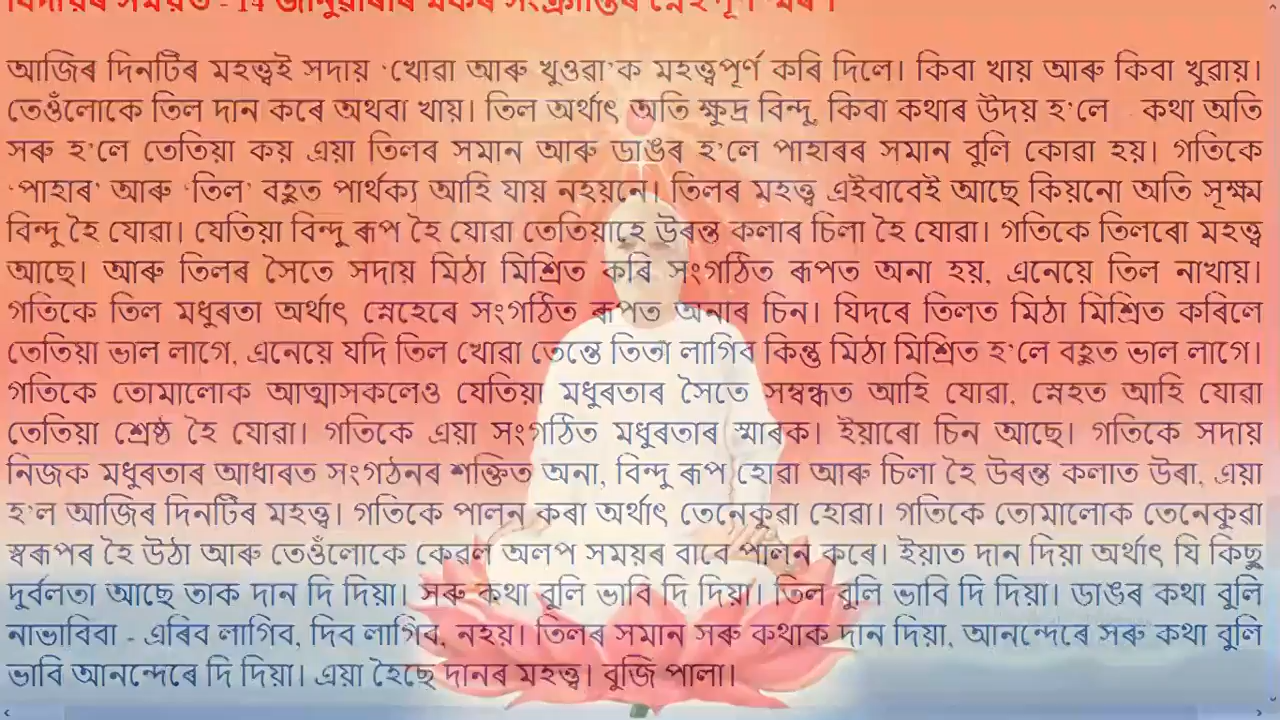 বিদায়ৰ সময়ত - 14 জানুৱাৰীৰ মকৰ সংক্ৰান্তিৰ স্নেহপূৰ্ণ
আজিৰ দিনটিৰ মহত্ত্বই সদায় ‘খোৱা আৰু খুওৱা’ক মহত্ত্বপূৰ্ণ কৰি দিলে। কিবা খায় আৰু কিবা খুৱায়।
তেওঁলোকে তিল দান কৰে অথবা খায়। তিল অৰ্থাৎ অতি ক্ষুদ্ৰ বিন্দু, কিবা কথাৰ উদয় হ'লে কথা অতি
সৰু হ'লে তেতিয়া কয় এয়া তিলৰ সমান আৰু ডাঙৰ হ'লে পাহাৰৰ সমান বুলি কোৱা হয়। গতিকে
‘পাহাৰ’ আৰু ‘তিল’ বহুত পাৰ্থক্য আহি যায় নহয়নে। তিলৰ মহত্ত্ব এইবাবেই আছে কিয়নো অতি সূক্ষ্ম
বিন্দু হৈ যোৱা। যেতিয়া বিন্দু ৰূপ হৈ যোৱা তেতিয়াহে উৰন্ত কলাৰ চিলা হৈ যোৱা। গতিকে তিলৰো মহত্ত্ব
আছে। আৰু তিলৰ সৈতে সদায় মিঠা মিশ্ৰিত কৰি সংগঠিত ৰূপত অনা হয়, এনেয়ে তিল নাখায়।
গতিকে তিল মধুৰতা অৰ্থাৎ স্নেহেৰে সংগঠিত ৰূপত অনাৰ চিন। যিদৰে তিলত মিঠা মিশ্ৰিত কৰিলে
তেতিয়া ভাল লাগে, এনেয়ে যদি তিল খোৱা তেন্তে তিতা লাগিব কিন্তু মিঠা মিশ্ৰিত হ'লে বহুত ভাল লাগে।
গতিকে তোমালোক আত্মাসকলেও যেতিয়া মধুৰতাৰ সৈতে সম্বন্ধত আহি যোৱা, স্নেহত আহি যোৱা
তেতিয়া শ্ৰেষ্ঠ হৈ যোৱা। গতিকে এয়া সংগঠিত মধুৰতাৰ স্মাৰক। ইয়াৰো চিন আছে। গতিকে সদায়
নিজক মধুৰতাৰ আধাৰত সংগঠনৰ শক্তিত অনা, বিন্দু ৰূপ হোৱা আৰু চিলা হৈ উৰন্ত কলাত উৰা, এয়া
হ'ল আজিৰ দিনটিৰ মহত্ত্ব। গতিকে পালন কৰা অৰ্থাৎ তেনেকুৱা হোৱা। গতিকে তোমালোক তেনেকুৱা
স্বৰূপৰ হৈ উঠা আৰু তেওঁলোকে কেৱল অলপ সময়ৰ বাবে পালন কৰে। ইয়াত দান দিয়া অৰ্থাৎ যি কিছু
দুৰ্বলতা আছে তাক দান দি দিয়া। সৰু কথা বুলি ভাবি দি দিয়া। তিল বুলি ভাবি দি দিয়া। ডাঙৰ কথা বুলি
নাভাবিবা - এৰিব লাগিব, দিব লাগিব, নহয়। তিলৰ সমান সৰু কথাক দান দিয়া, আনন্দেৰে সৰু কথা বুলি
ভাবি আনন্দেৰে দি দিয়া। এয়া হৈছে দানৰ মহত্ত্ব। বুজি পালা।